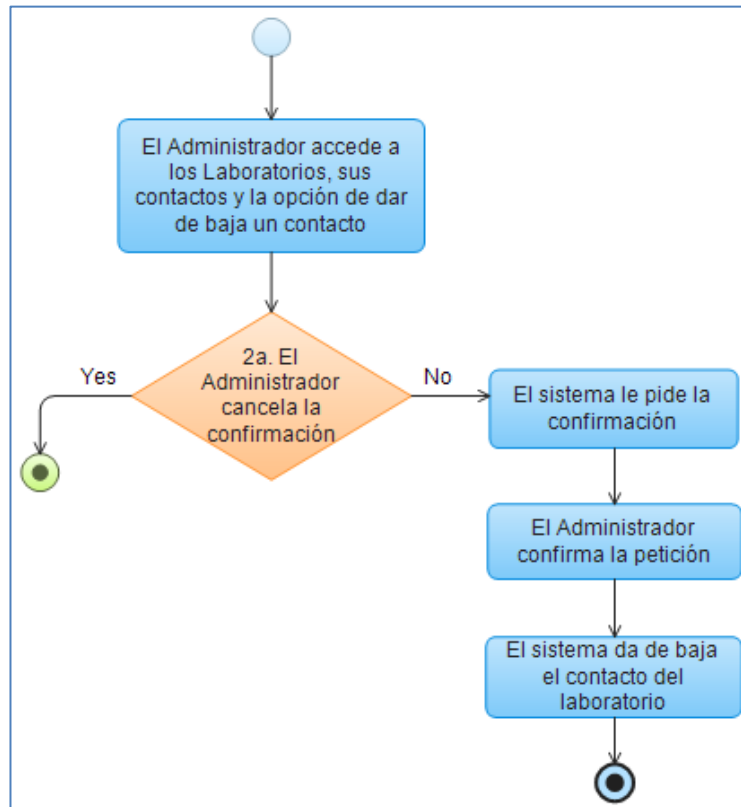 El Administrador accede a
los Laboratorios, sus
contactos y la opción de dar
de baja un contacto
2a. El
Administrador
cancela la
confirmación
Yes
No
El sistema le pide la
confirmación
El Administrador
confirma la petición
El sistema da de baja
el contacto del
laboratorio